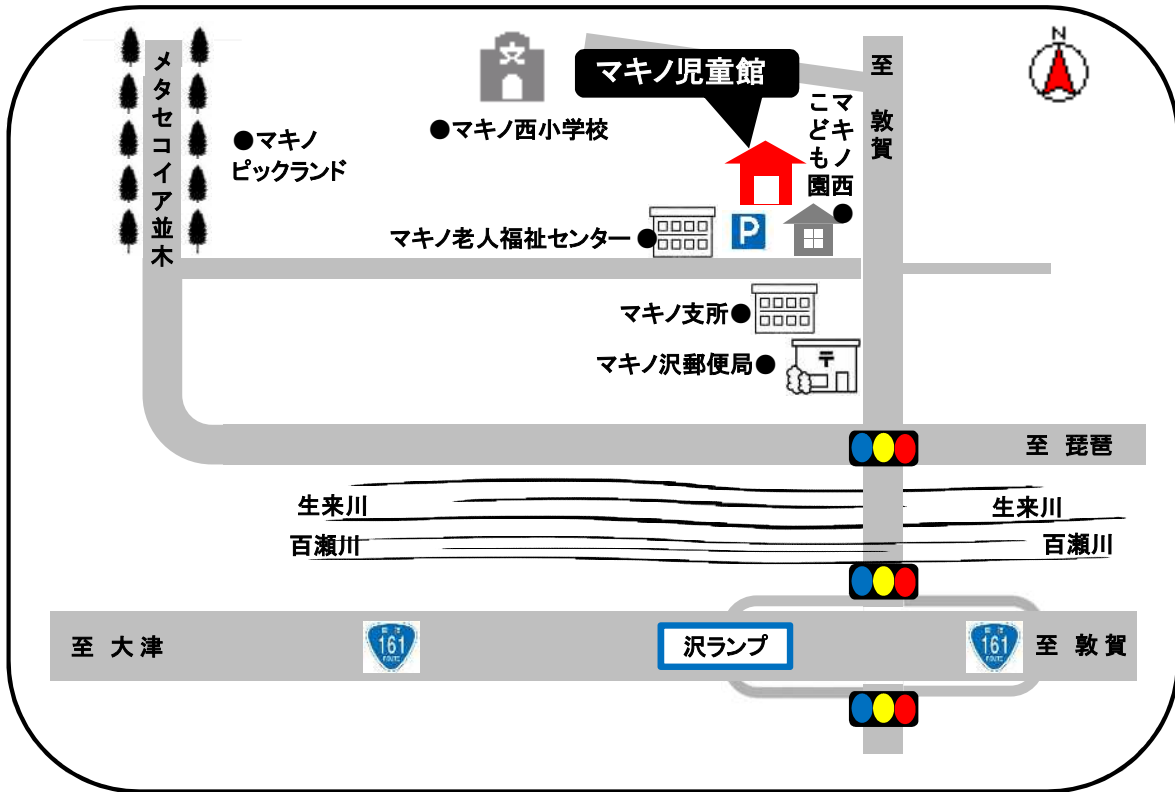 メタセコイア並木
文
マキノ児童館
至 敦賀
N
●マキノ
ピックランド
●マキノ西小学校
マキノ西
こども園●
マキノ老人福祉センター●
P
マキノ支所●
マキノ沢郵便局●
〒
至 琵琶
生来川
生来川
百瀬川
百瀬川
至 大津
161
ROUTE
沢ランプ
161
ROUTE
至 敦賀